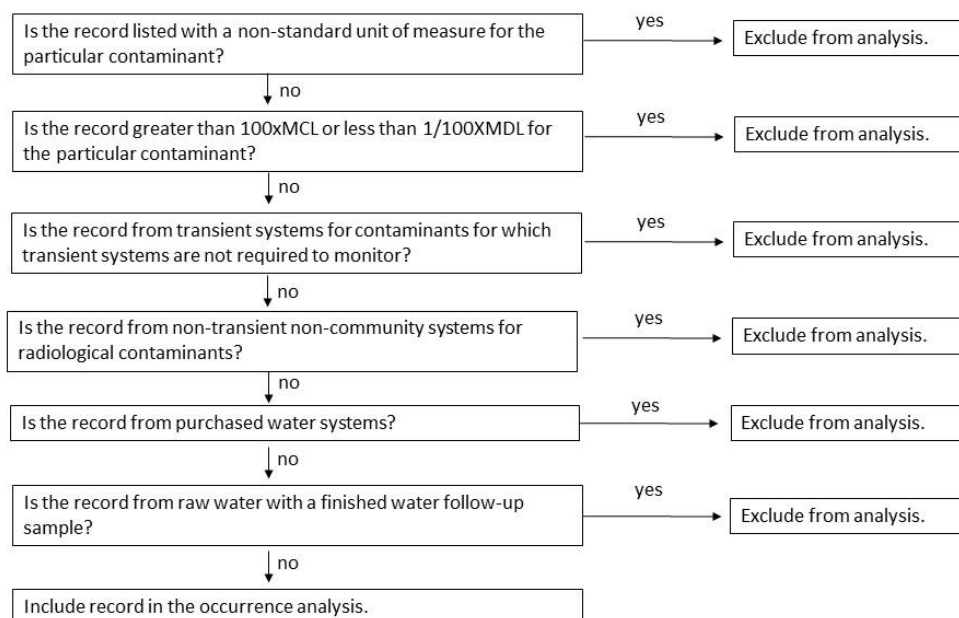 Is the record listed with a non-standard unit of measure for the
particular contaminant?
yes
Exclude from analysis.
no
Is the record greater than 100xMCL or less than 1/100XMDL for
the particular contaminant?
yes
Exclude from analysis.
no
Is the record from transient systems for contaminants for which
transient systems are not required to monitor?
yes
Exclude from analysis.
no
Is the record from non-transient non-community systems for
radiological contaminants?
yes
Exclude from analysis.
no
Is the record from purchased water systems?
yes
Exclude from analysis.
no
Is the record from raw water with a finished water follow-up
sample?
yes
Exclude from analysis.
no
Include record in the occurrence analysis.